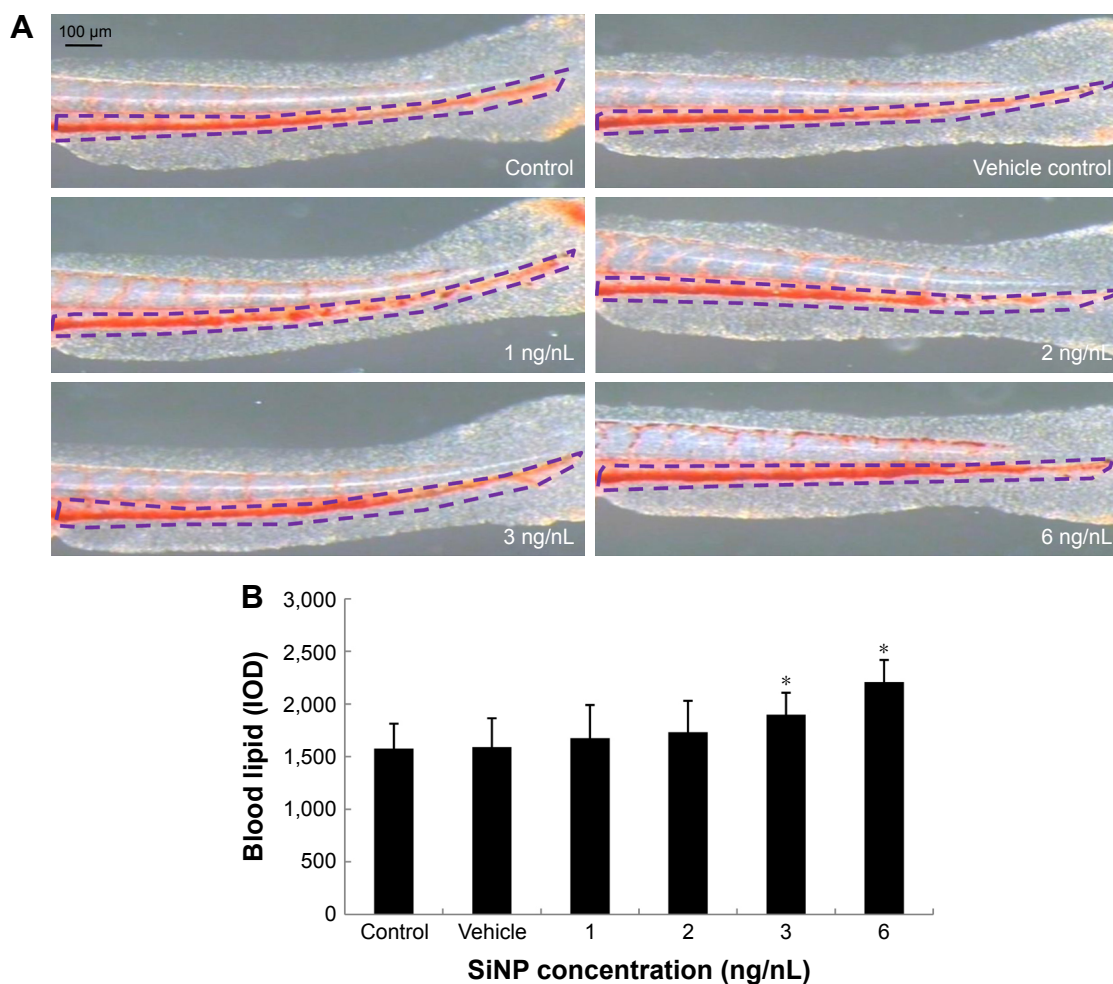 A
100 µm
Control
Vehicle control
1 ng/nL
2 ng/nL
3 ng/nL
6 ng/nL
B
Blood lipid (IOD)
3,000
2,500
2,000
1,500
1,000
500
0
*
*
Control Vehicle 1 2 3 6
SiNP concentration (ng/nL)